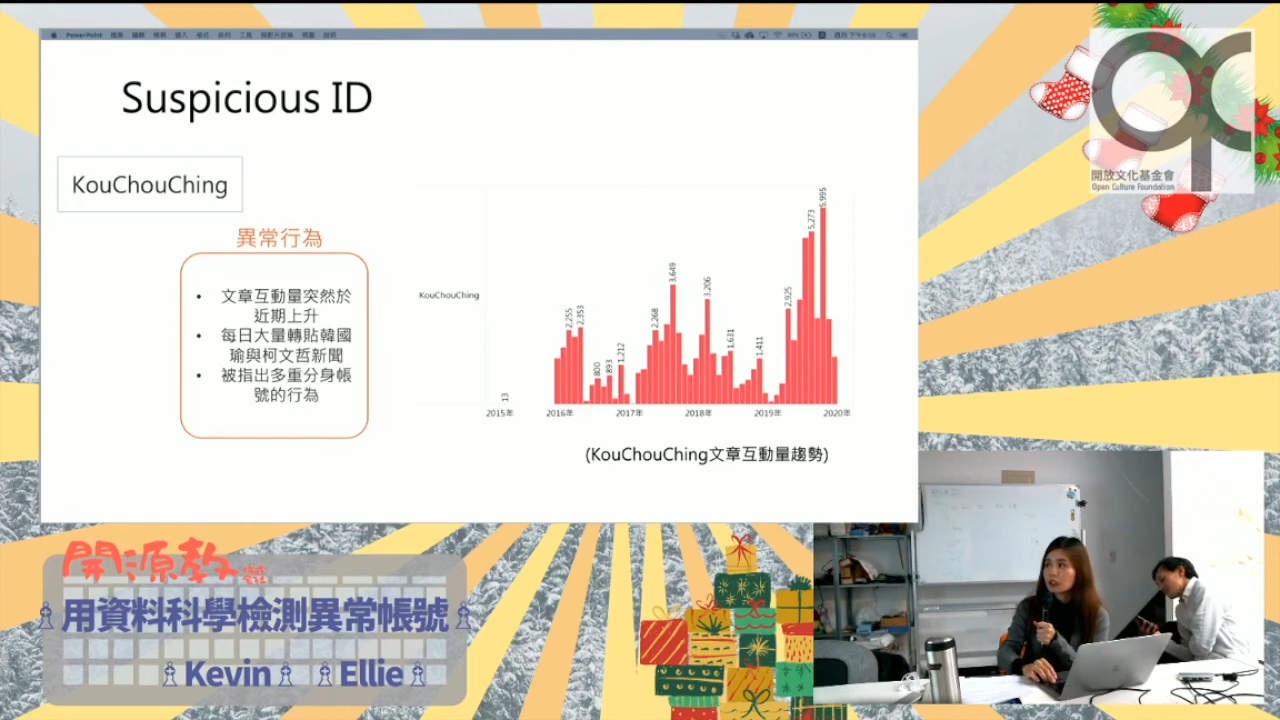 PowerPoint
Suspicious ID
KouChouChing
異常行為
• 文章互動量突然於
近期上升
• 每日大量轉貼韓國
瑜與柯文哲新聞
• 被指出多重分身帳
號的行為
KouChouChing
13
2,255
2,353
800
893
1,212
2,268
3,649
3,206
1,631
1,411
2,925
5,273
5,995
2015年 2016年 2017年 2018年 2019年 2020年
(KouChouChing文章互動量趨勢)
開放文化基金會
Open Culture Foundation
開源教
用資料科學檢測異常帳號
Kevin Ellie